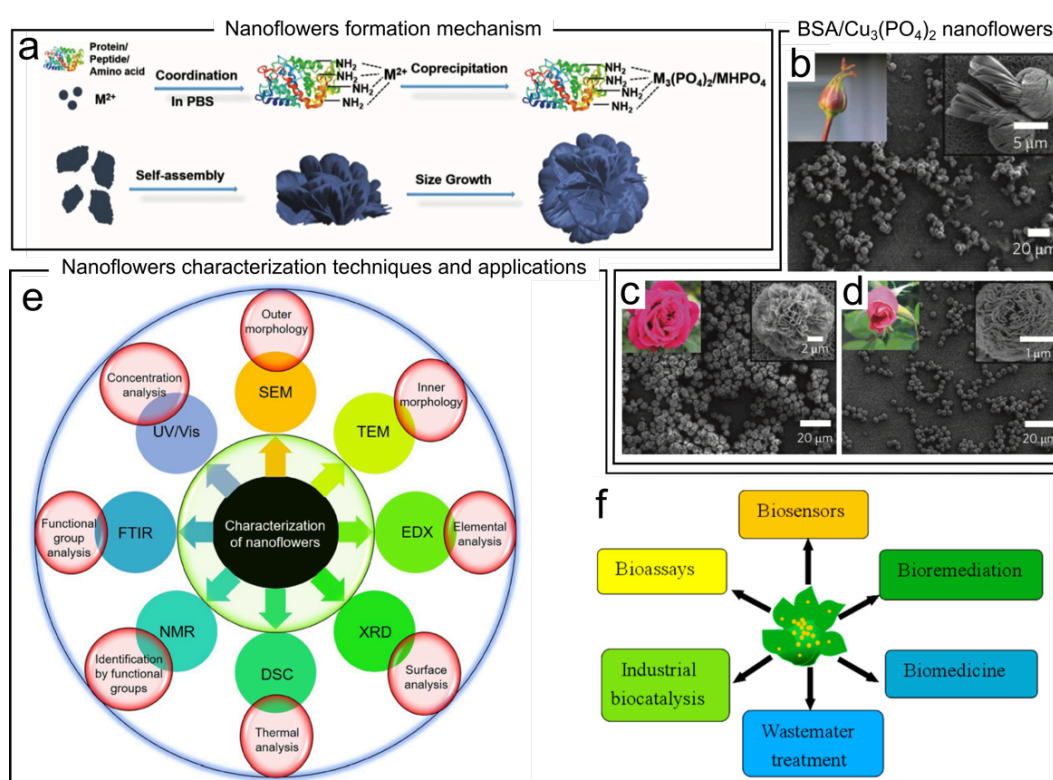 Nanoflowers formation mechanism
BSA/Cu₃(PO₄)₂ nanoflowers
a
Protein/
Peptide/
Amino acid
M²⁺
Coordination
In PBS
NH₂
NH₂
NH₂
NH₂
M²⁺
Coprecipitation
NH₂
NH₂
NH₂
NH₂
M₃(PO₄)₂/MHPO₄
Self-assembly
Size Growth
b
5 μm
20 μm
c
2 μm
20 μm
d
1 μm
20 μm
Nanoflowers characterization techniques and applications
e
Outer
morphology
SEM
Inner
morphology
TEM
Elemental
analysis
EDX
Surface
analysis
XRD
Thermal
analysis
DSC
Identification
by functional
groups
NMR
Functional
group
analysis
FTIR
Concentration
analysis
UV/Vis
Characterization
of nanoflowers
f
Biosensors
Bioassays
Bioremediation
Industrial
biocatalysis
Biomedicine
Wastemater
treatment